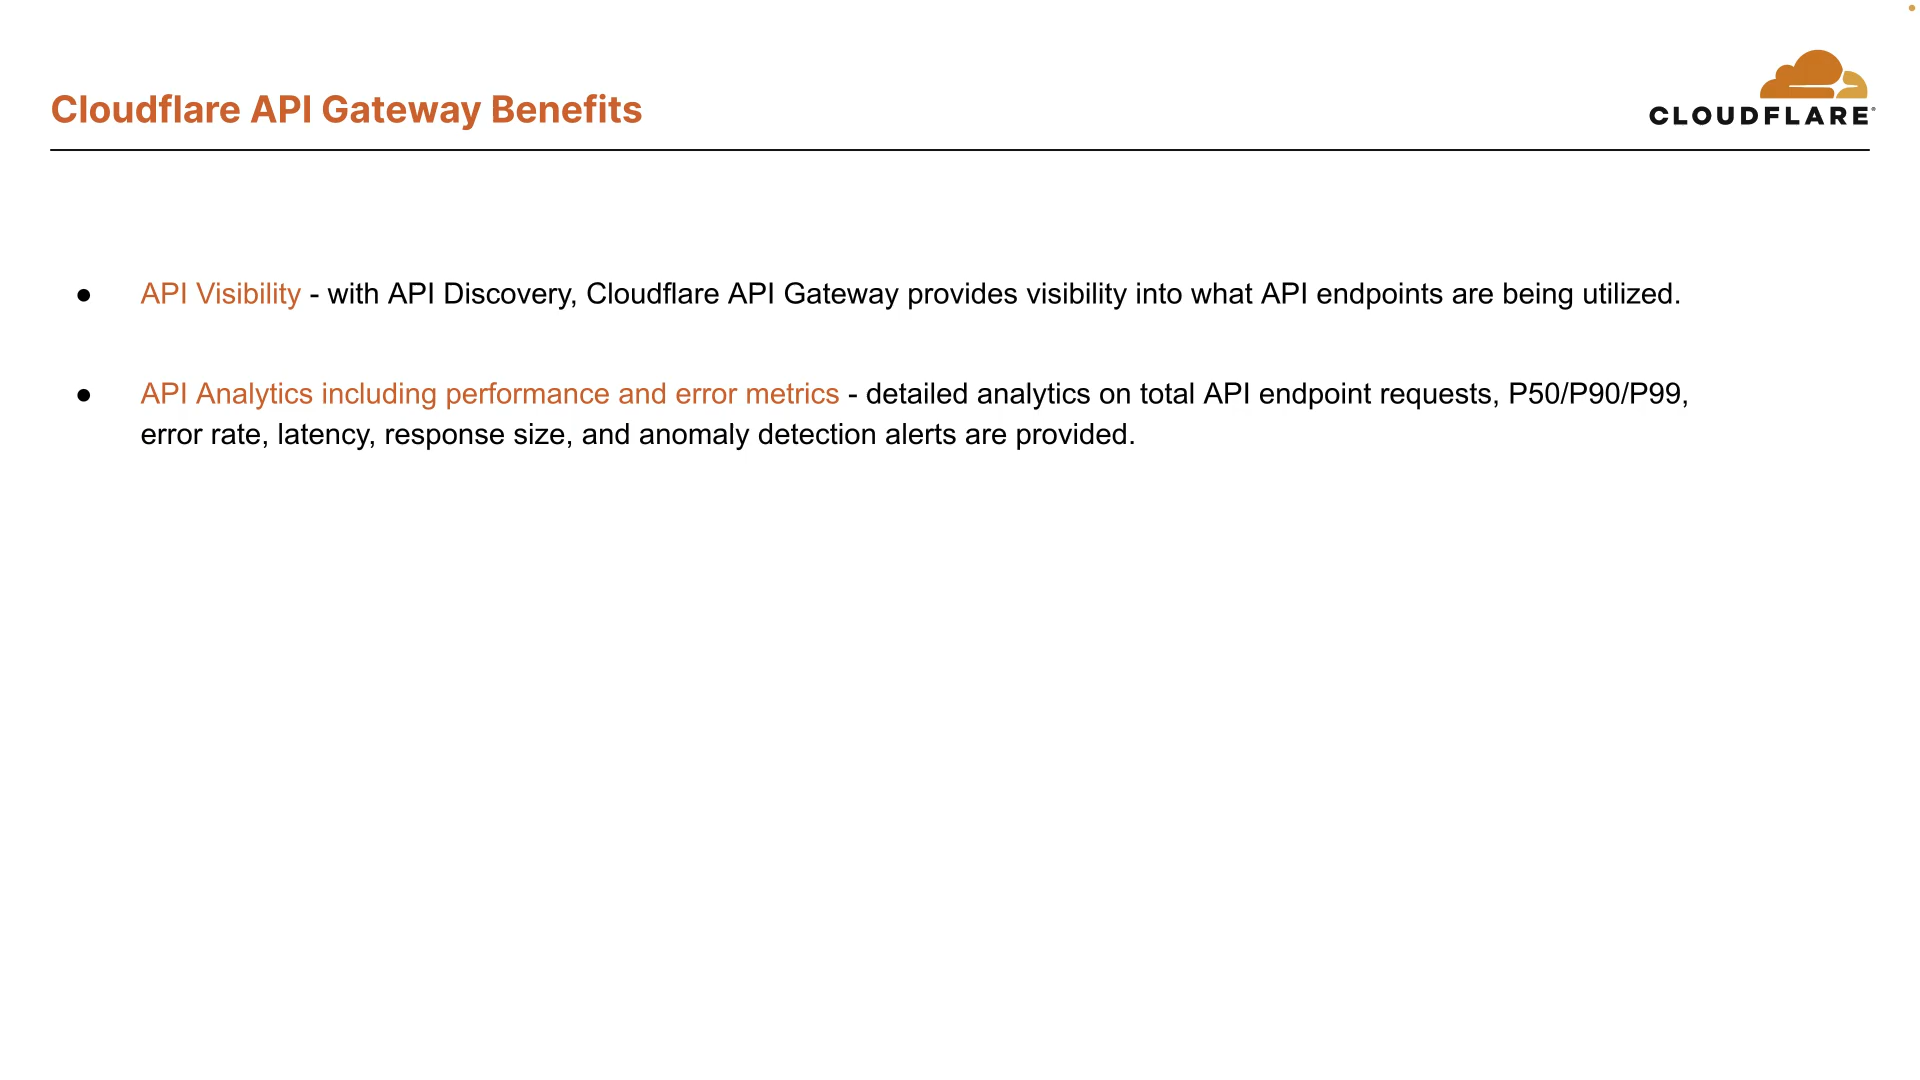 Cloudflare API Gateway Benefits
CLOUDFLARE®
● API Visibility - with API Discovery, Cloudflare API Gateway provides visibility into what API endpoints are being utilized.
● API Analytics including performance and error metrics - detailed analytics on total API endpoint requests, P50/P90/P99,
error rate, latency, response size, and anomaly detection alerts are provided.